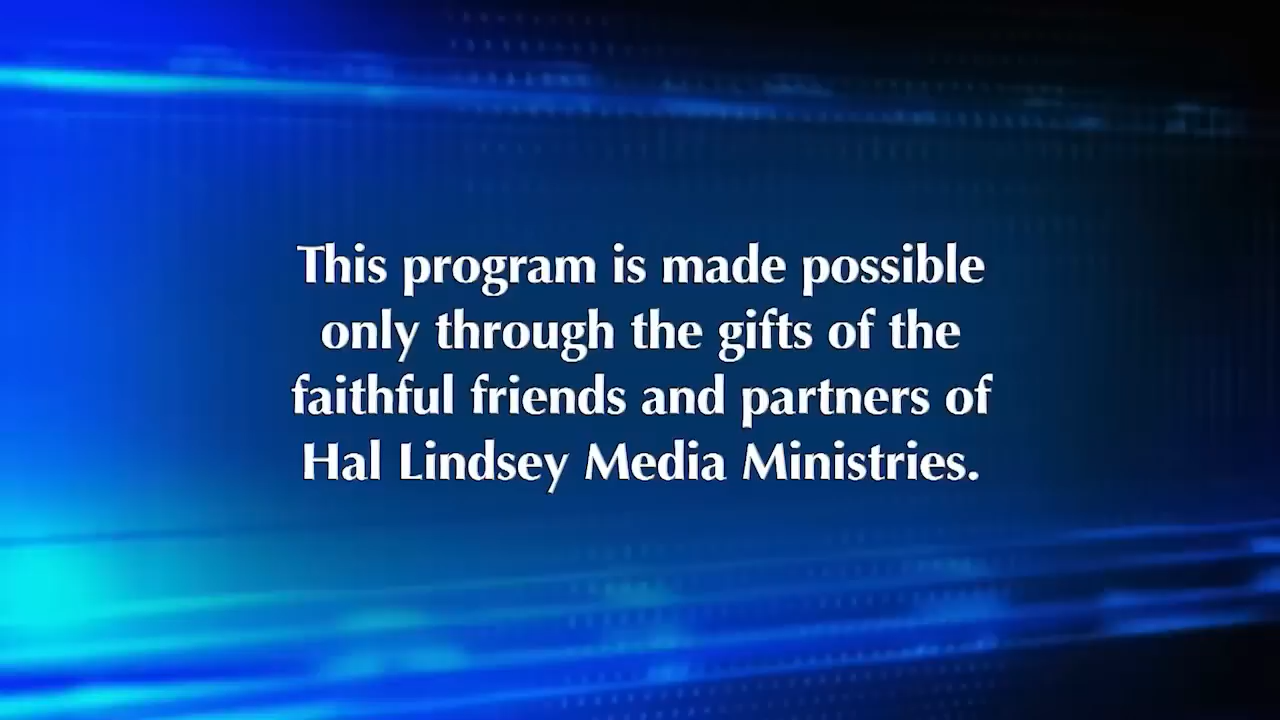 This program is made possible
only through the gifts of the
faithful friends and partners of
Hal Lindsey Media Ministries.